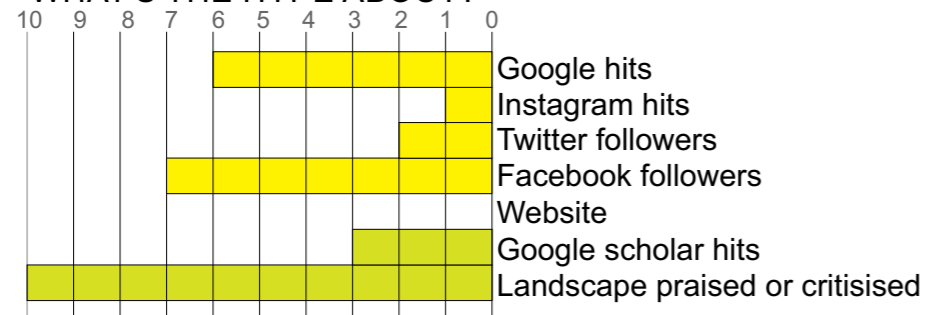 10 9 8 7 6 5 4 3 2 1 0
Google hits
Instagram hits
Twitter followers
Facebook followers
Website
Google scholar hits
Landscape praised or critisised